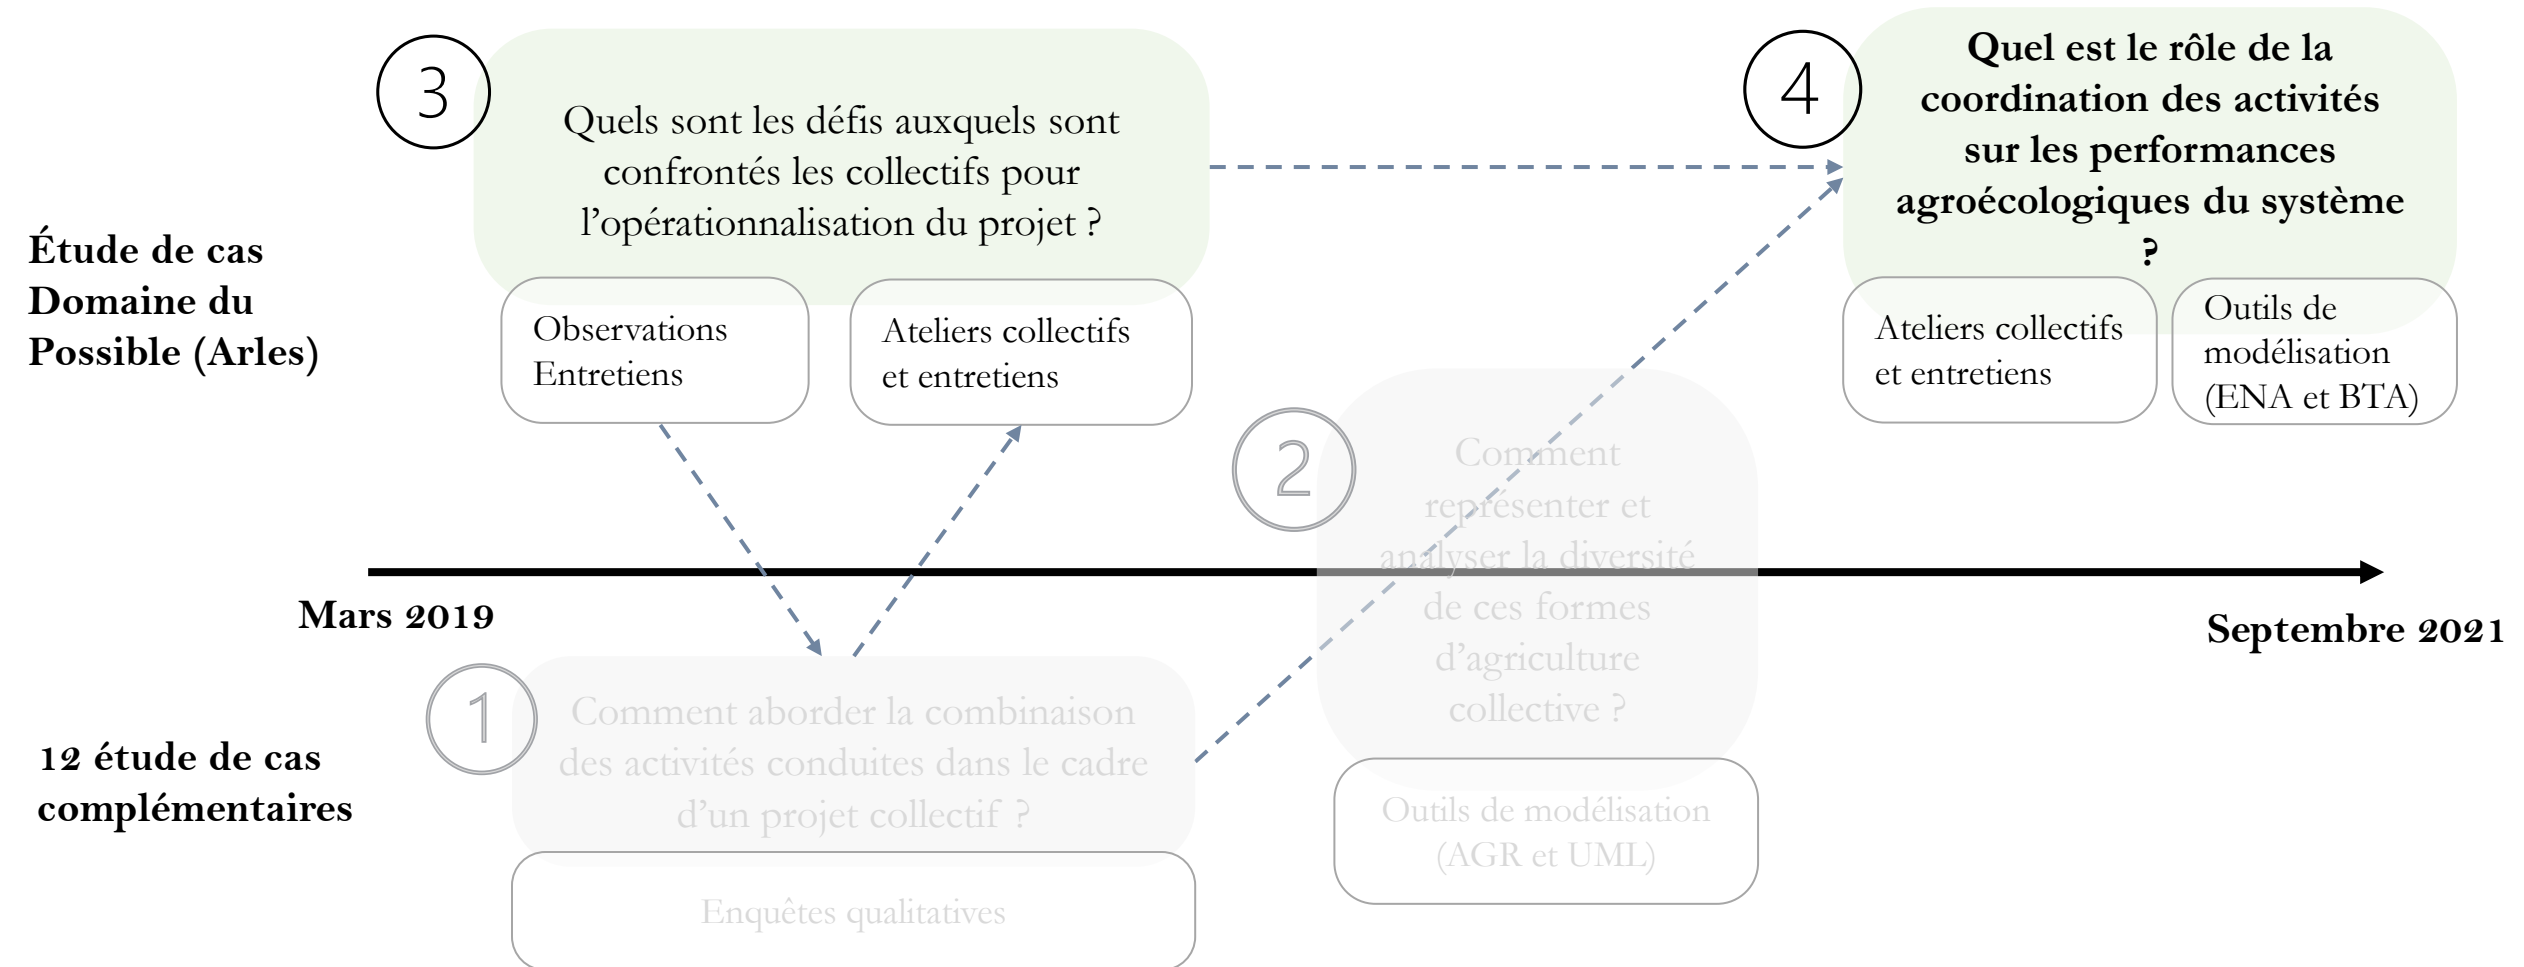 3
Quels sont les défis auxquels sont
confrontés les collectifs pour
l’opérationnalisation du projet ?
4
Quel est le rôle de la
coordination des activités
sur les performances
agroécologiques du système
?
Étude de cas
Domaine du
Possible (Arles)
Observations
Entretiens
Ateliers collectifs
et entretiens
Ateliers collectifs
et entretiens
Outils de
modélisation
(ENA et BTA)
2
Comment
représenter et
analyser la diversité
de ces formes
d’agriculture
collective ?
Outils de modélisation
(AGR et UML)
Mars 2019
Septembre 2021
1
Comment aborder la combinaison
des activités conduites dans le cadre
d’un projet collectif ?
Enquêtes qualitatives
12 étude de cas
complémentaires